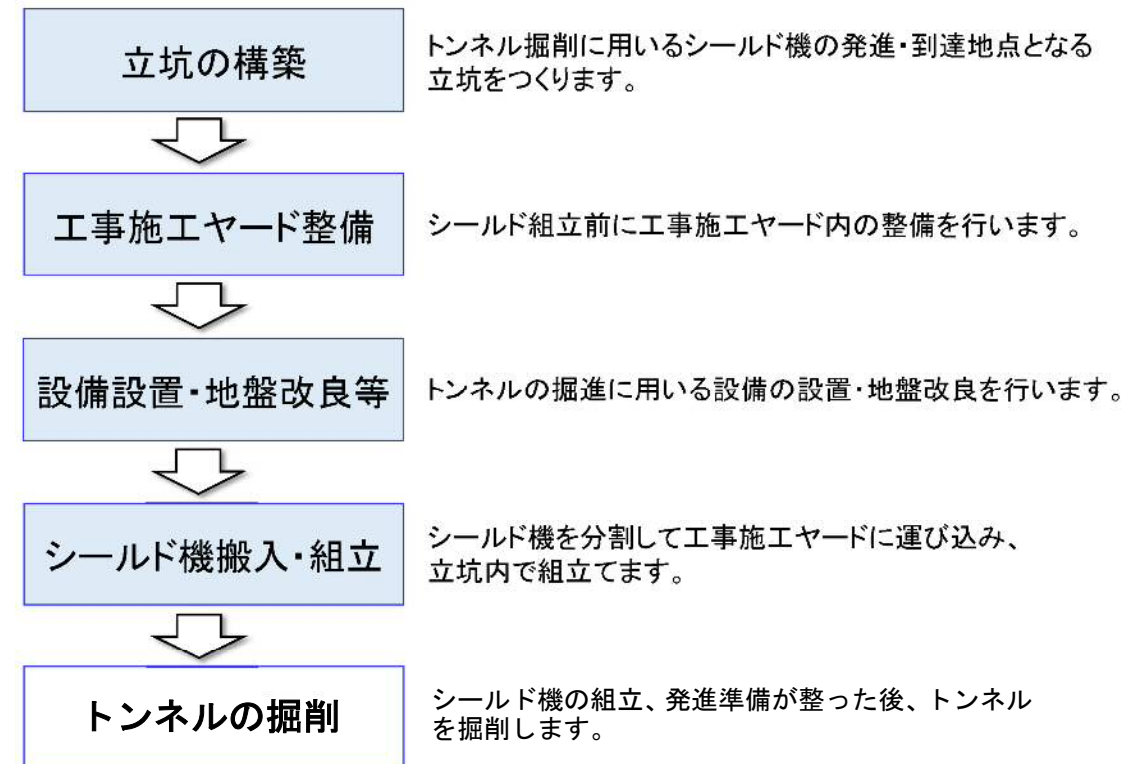 立坑の構築
トンネル掘削に用いるシールド機の発進・到達地点となる
立坑をつくります。
工事施工ヤード整備
シールド組立前に工事施工ヤード内の整備を行います。
設備設置・地盤改良等
トンネルの掘進に用いる設備の設置・地盤改良を行います。
シールド機搬入・組立
シールド機を分割して工事施工ヤードに運び込み、
立坑内で組立てます。
トンネルの掘削
シールド機の組立、発進準備が整った後、トンネル
を掘削します。